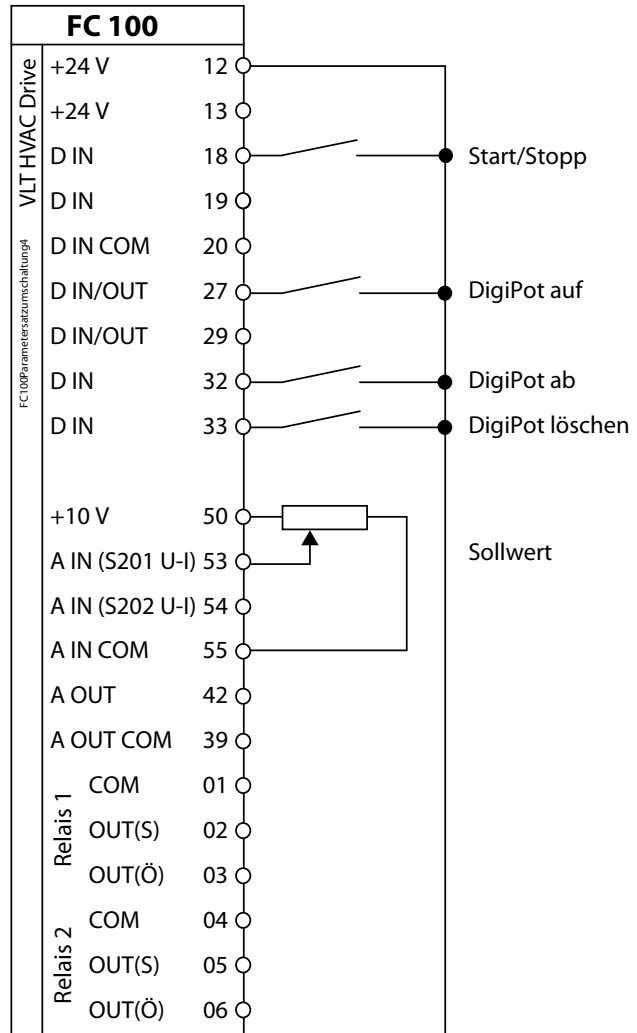 FC 100
VLT HVAC Drive
FC100Parametersatzumschaltung4
+24 V 12
+24 V 13
D IN 18 Start/Stopp
D IN 19
D IN COM 20
D IN/OUT 27 DigiPot auf
D IN/OUT 29
D IN 32 DigiPot ab
D IN 33 DigiPot löschen
+10 V 50
A IN (S201 U-I) 53 Sollwert
A IN (S202 U-I) 54
A IN COM 55
A OUT 42
A OUT COM 39
Relais 1
COM 01
OUT(S) 02
OUT(Ö) 03
Relais 2
COM 04
OUT(S) 05
OUT(Ö) 06